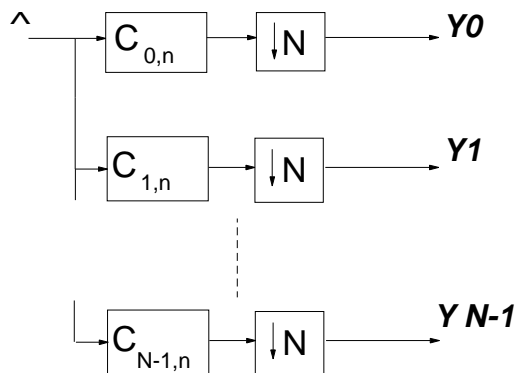 ^
C0,n ↓N Y0
C1,n ↓N Y1
CN-1,n ↓N Y N-1